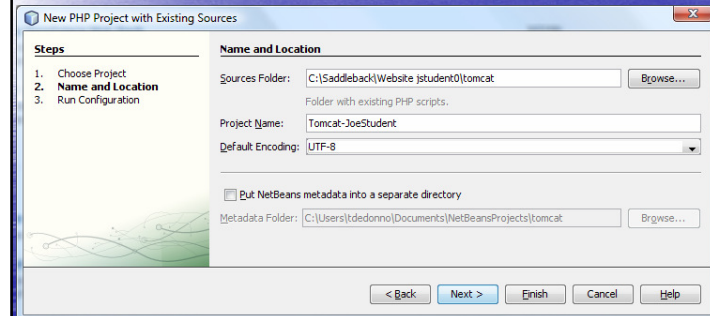 New PHP Project with Existing Sources
Steps
1. Choose Project
2. Name and Location
3. Run Configuration
Name and Location
Sources Folder: C:\Saddleback\Website jstudent0\tomcat Browse...
Folder with existing PHP scripts.
Project Name: Tomcat-JoeStudent
Default Encoding: UTF-8
Put NetBeans metadata into a separate directory
Metadata Folder: C:\Users\tdedonno\Documents\NetBeansProjects\tomcat Browse...
< Back Next > Finish Cancel Help